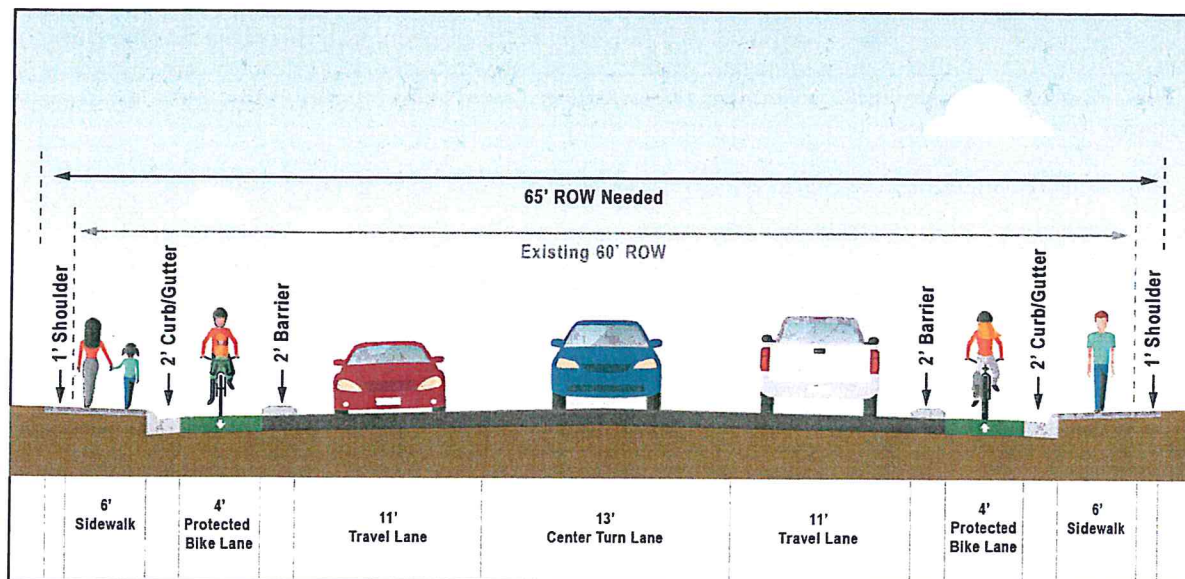 65' ROW Needed
Existing 60' ROW
1' Shoulder
2' Curb/Gutter
2' Barrier
2' Barrier
2' Curb/Gutter
1' Shoulder
6'
Sidewalk
4'
Protected
Bike Lane
11'
Travel Lane
13'
Center Turn Lane
11'
Travel Lane
4'
Protected
Bike Lane
6'
Sidewalk